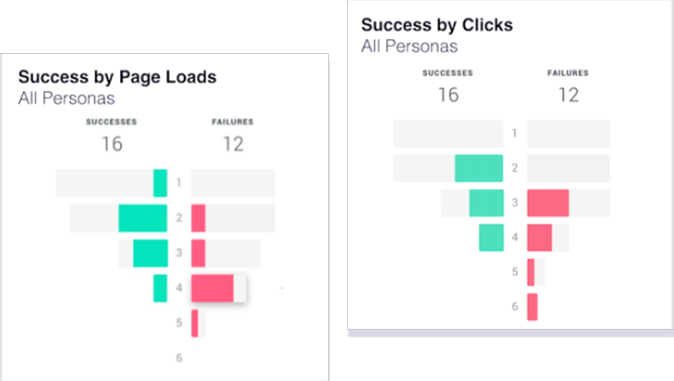 Success by Page Loads
All Personas
SUCCESSES FAILURES
16 12
1
2
3
4
5
6
Success by Clicks
All Personas
SUCCESSES FAILURES
16 12
1
2
3
4
5
6